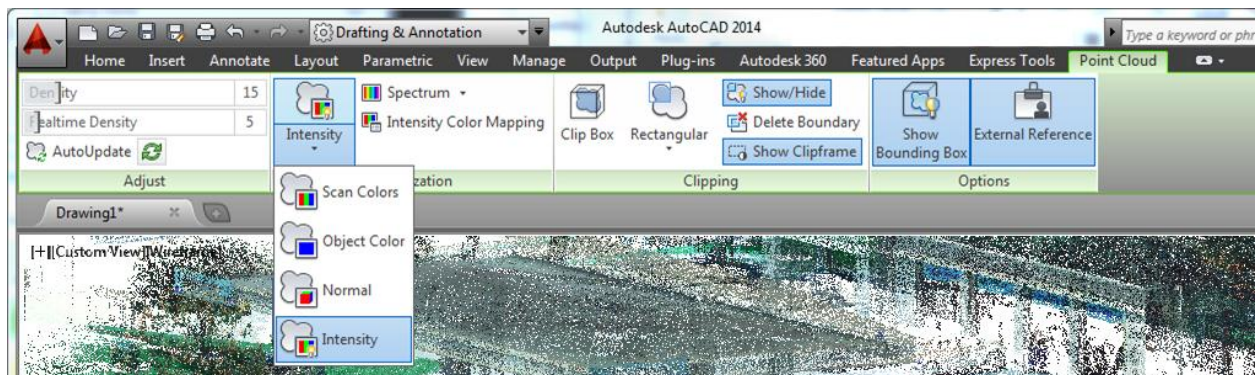 Drafting & Annotation
Autodesk AutoCAD 2014
Type a keyword or phr
Home Insert Annotate Layout Parametric View Manage Output Plug-ins Autodesk 360 Featured Apps Express Tools Point Cloud
Density 15
Realtime Density 5
AutoUpdate
Adjust
Intensity
Spectrum
Intensity Color Mapping
zation
Clip Box
Rectangular
Show/Hide
Delete Boundary
Show Clipframe
Clipping
Show
Bounding Box
External Reference
Options
Scan Colors
Object Color
Normal
Intensity
Drawing1*
[+][Custom View][Wirefram